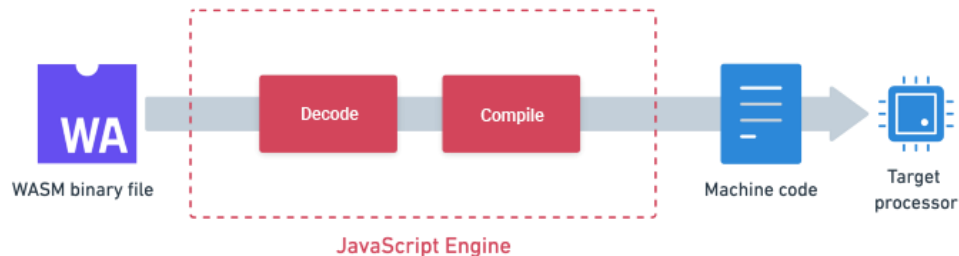 WA
WASM binary file
Decode
Compile
JavaScript Engine
Machine code
Target
processor